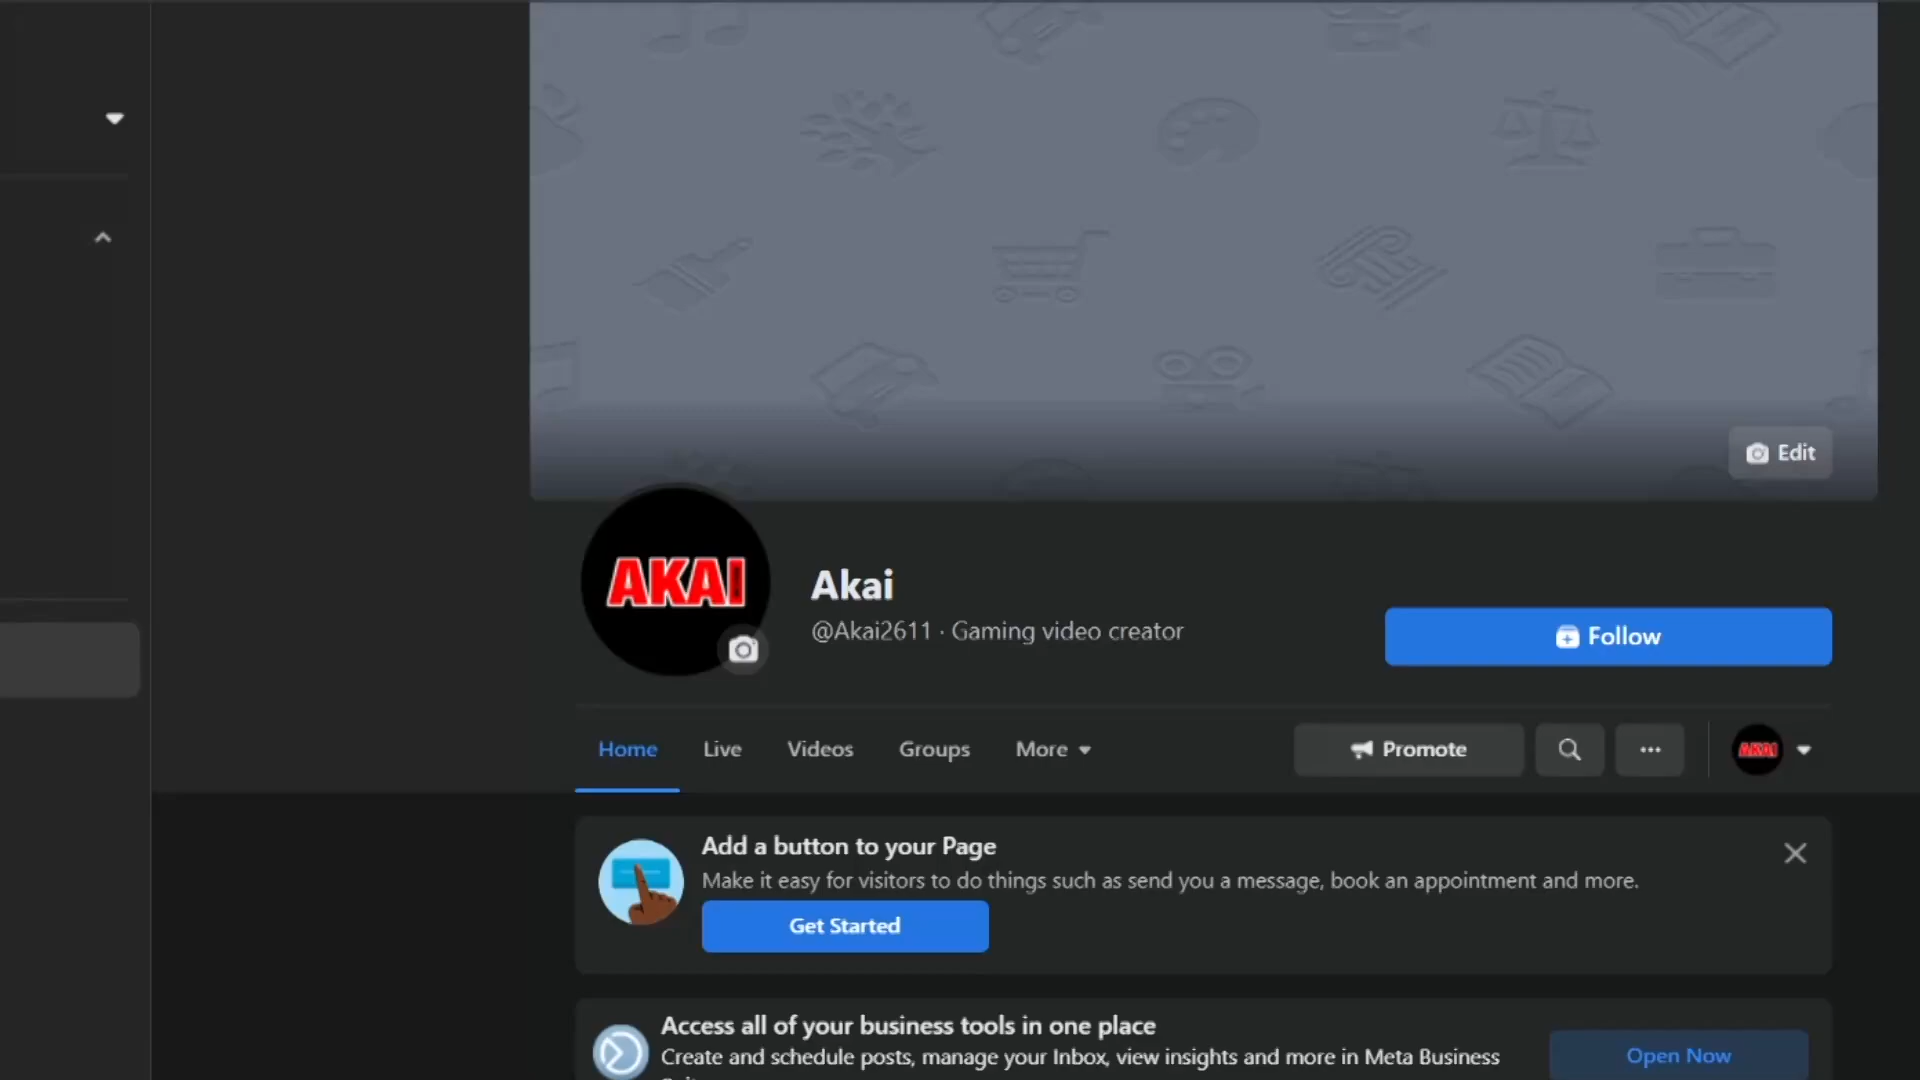 Edit
AKAI
Akai
@Akai2611 · Gaming video creator
Follow
Home
Live
Videos
Groups
More
Promote
AKAI
Add a button to your Page
Make it easy for visitors to do things such as send you a message, book an appointment and more.
Get Started
Access all of your business tools in one place
Create and schedule posts, manage your Inbox, view insights and more in Meta Business
Open Now